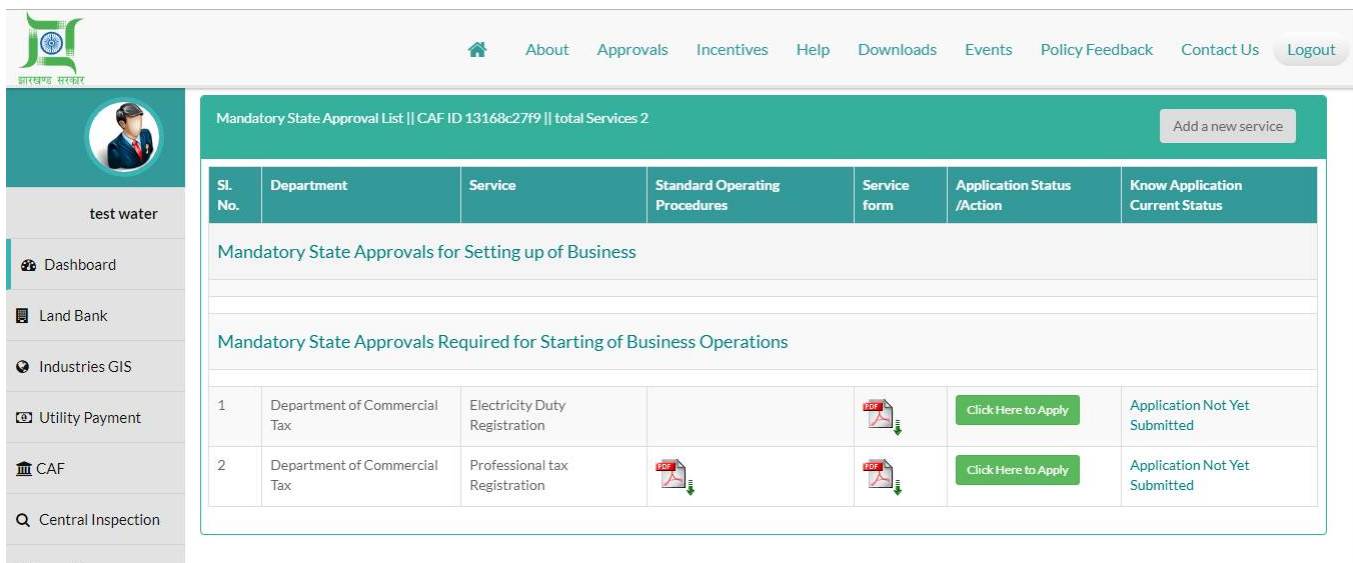 झारखण्ड सरकार
About Approvals Incentives Help Downloads Events Policy Feedback Contact Us Logout
test water
Dashboard
Land Bank
Industries GIS
Utility Payment
CAF
Central Inspection
Mandatory State Approval List || CAF ID 13168c27f9 || total Services 2
Add a new service
Sl. No. Department Service Standard Operating Procedures Service form Application Status /Action Know Application Current Status
Mandatory State Approvals for Setting up of Business
Mandatory State Approvals Required for Starting of Business Operations
1 Department of Commercial Tax Electricity Duty Registration PDF Click Here to Apply Application Not Yet Submitted
2 Department of Commercial Tax Professional tax Registration PDF PDF Click Here to Apply Application Not Yet Submitted